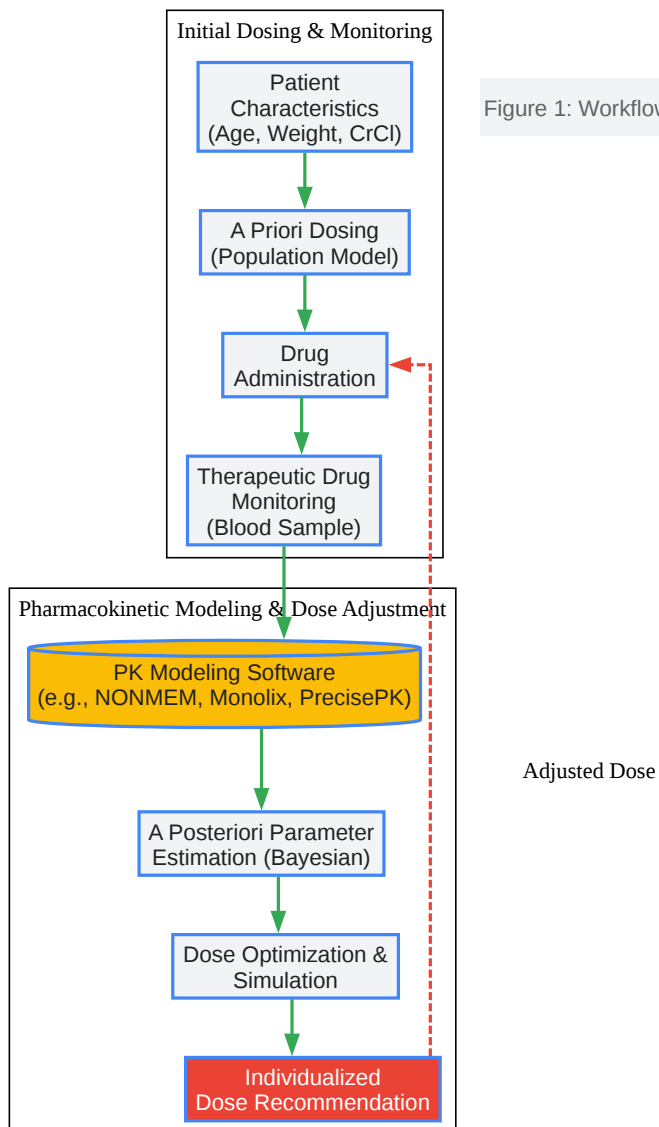 Initial Dosing & Monitoring
Patient
Characteristics
(Age, Weight, CrCl)
Figure 1: Workflow
A Priori Dosing
(Population Model)
Drug
Administration
Therapeutic Drug
Monitoring
(Blood Sample)
Pharmacokinetic Modeling & Dose Adjustment
PK Modeling Software
(e.g., NONMEM, Monolix, PrecisePK)
Adjusted Dose
A Posteriori Parameter
Estimation (Bayesian)
Dose Optimization &
Simulation
Individualized
Dose Recommendation